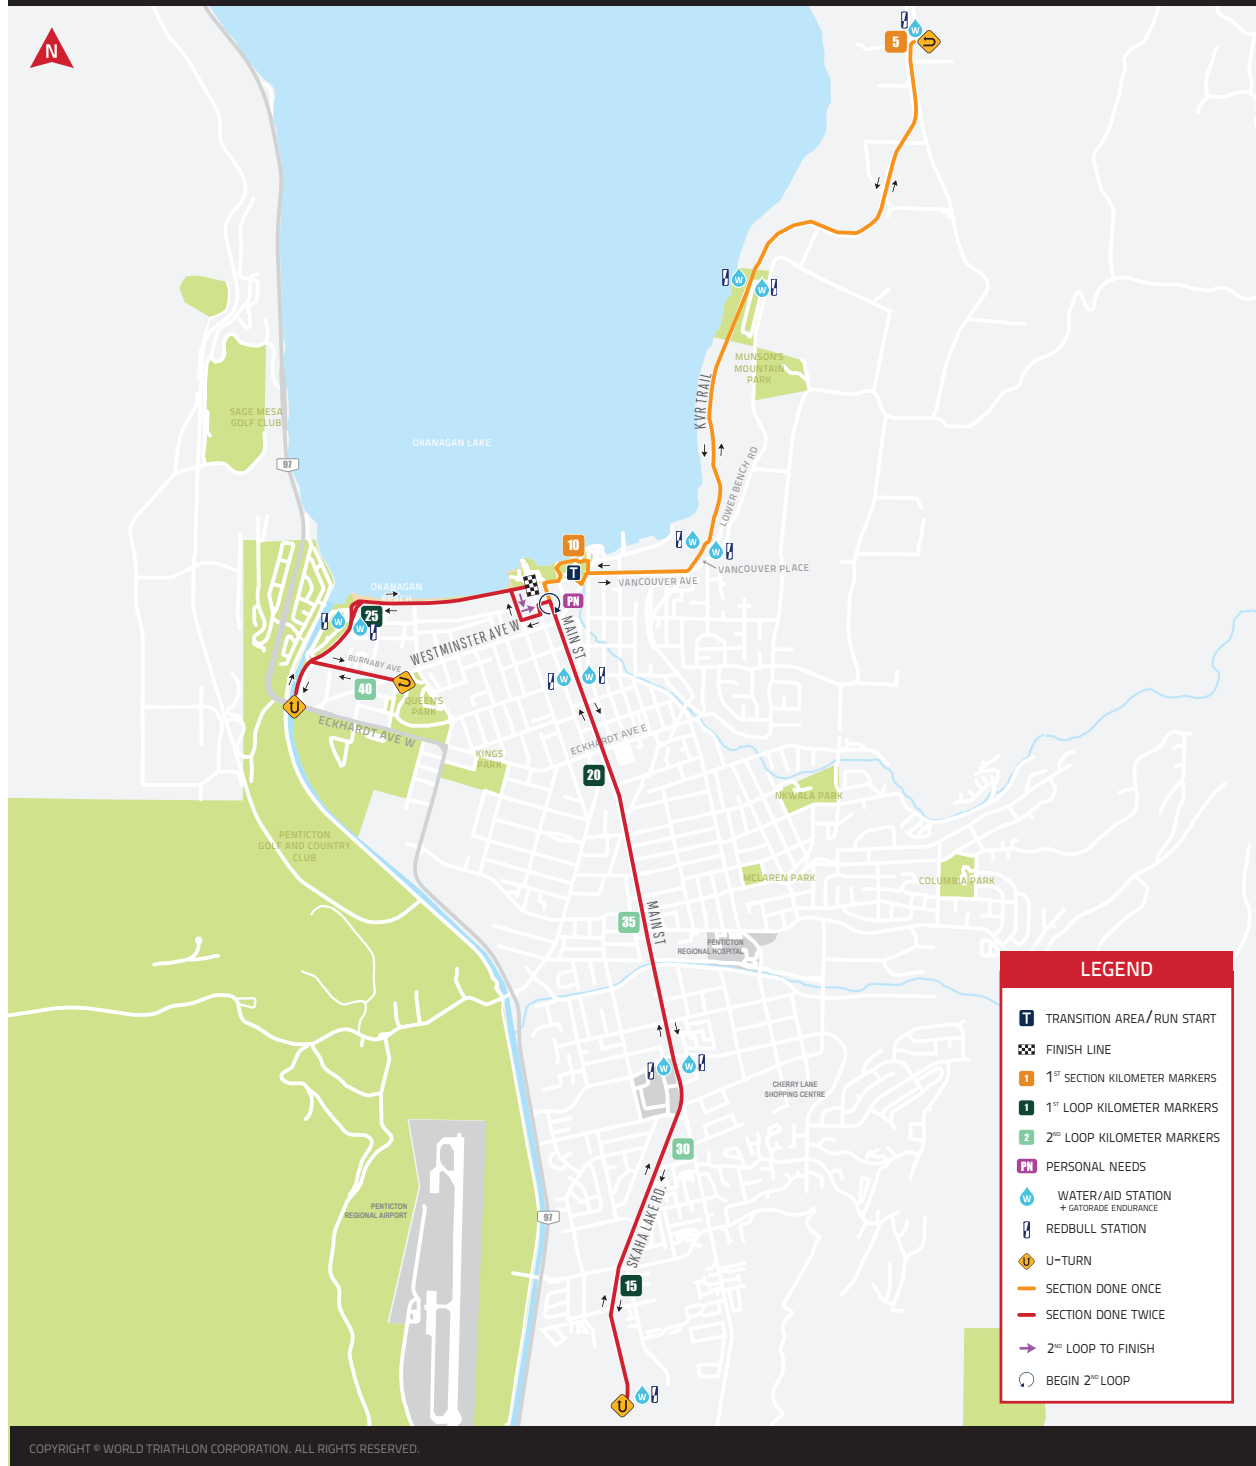 N
5
W
W
W
MUNSON'S
MOUNTAIN
PARK
KVR TRAIL
SAGE MESA
GOLF CLUB
OKANAGAN LAKE
97
LOWER BENCH RD
W
W
10
T
VANCOUVER PLACE
VANCOUVER AVE
OKANAGAN
PN
25
W
W
MAIN ST
WESTMINSTER AVE W
BURNABY AVE
40
W
W
QUEEN'S
PARK
U
U
U
ECKHARDT AVE W
ECKHARDT AVE E
KINGS
PARK
20
NKWALA PARK
PENTICTON
GOLF AND COUNTRY
CLUB
MCLAREN PARK
COLUMBIA PARK
35
MAIN ST
PENTICTON
REGIONAL HOSPITAL
W
W
CHERRY LANE
SHOPPING CENTRE
30
SKAHA LAKE RD.
PENTICTON
REGIONAL AIRPORT
97
15
W
U
LEGEND
T TRANSITION AREA/RUN START
FINISH LINE
1 1ST SECTION KILOMETER MARKERS
1 1ST LOOP KILOMETER MARKERS
2 2ND LOOP KILOMETER MARKERS
PN PERSONAL NEEDS
W WATER/AID STATION
+ GATORADE ENDURANCE
REDBULL STATION
U U-TURN
SECTION DONE ONCE
SECTION DONE TWICE
2ND LOOP TO FINISH
BEGIN 2ND LOOP
COPYRIGHT © WORLD TRIATHLON CORPORATION. ALL RIGHTS RESERVED.